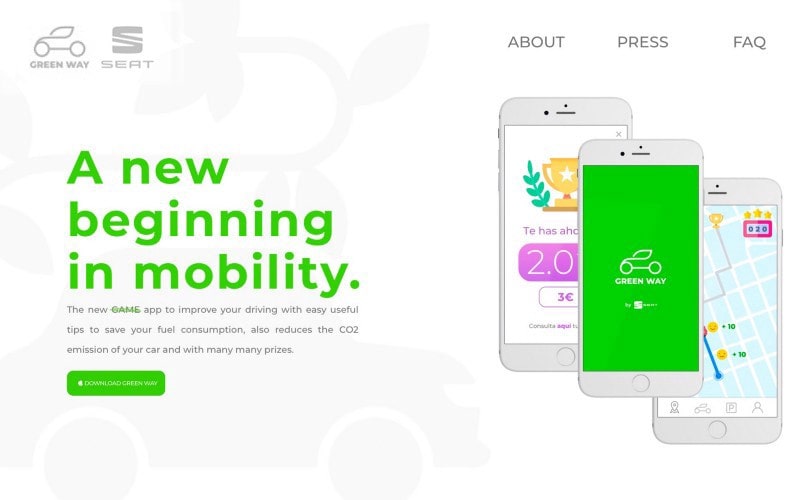 GREEN WAY
SEAT
ABOUT PRESS FAQ
A new
beginning
in mobility.
The new GAME app to improve your driving with easy useful
tips to save your fuel consumption, also reduces the CO2
emission of your car and with many many prizes.
DOWNLOAD GREEN WAY
Te has aho
2.0
3€
Consulta aquí tu
GREEN WAY
by SEAT
020
+ 10
+ 10
P